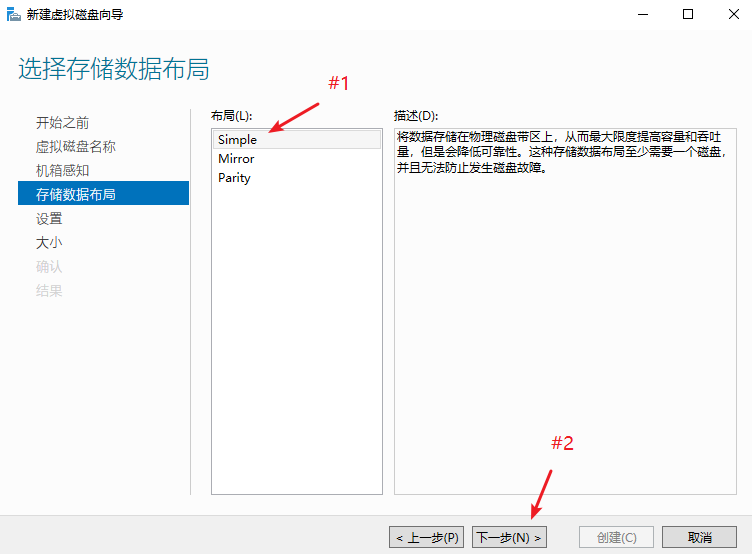 新建虚拟磁盘向导
选择存储数据布局
#1
开始之前
虚拟磁盘名称
机箱感知
存储数据布局
设置
大小
确认
结果
布局(L):
Simple
Mirror
Parity
描述(D):
将数据存储在物理磁盘带区上，从而最大限度提高容量和吞吐
量，但是会降低可靠性。这种存储数据布局至少需要一个磁盘，
并且无法防止发生磁盘故障。
#2
< 上一步(P)
下一步(N) >
创建(C)
取消